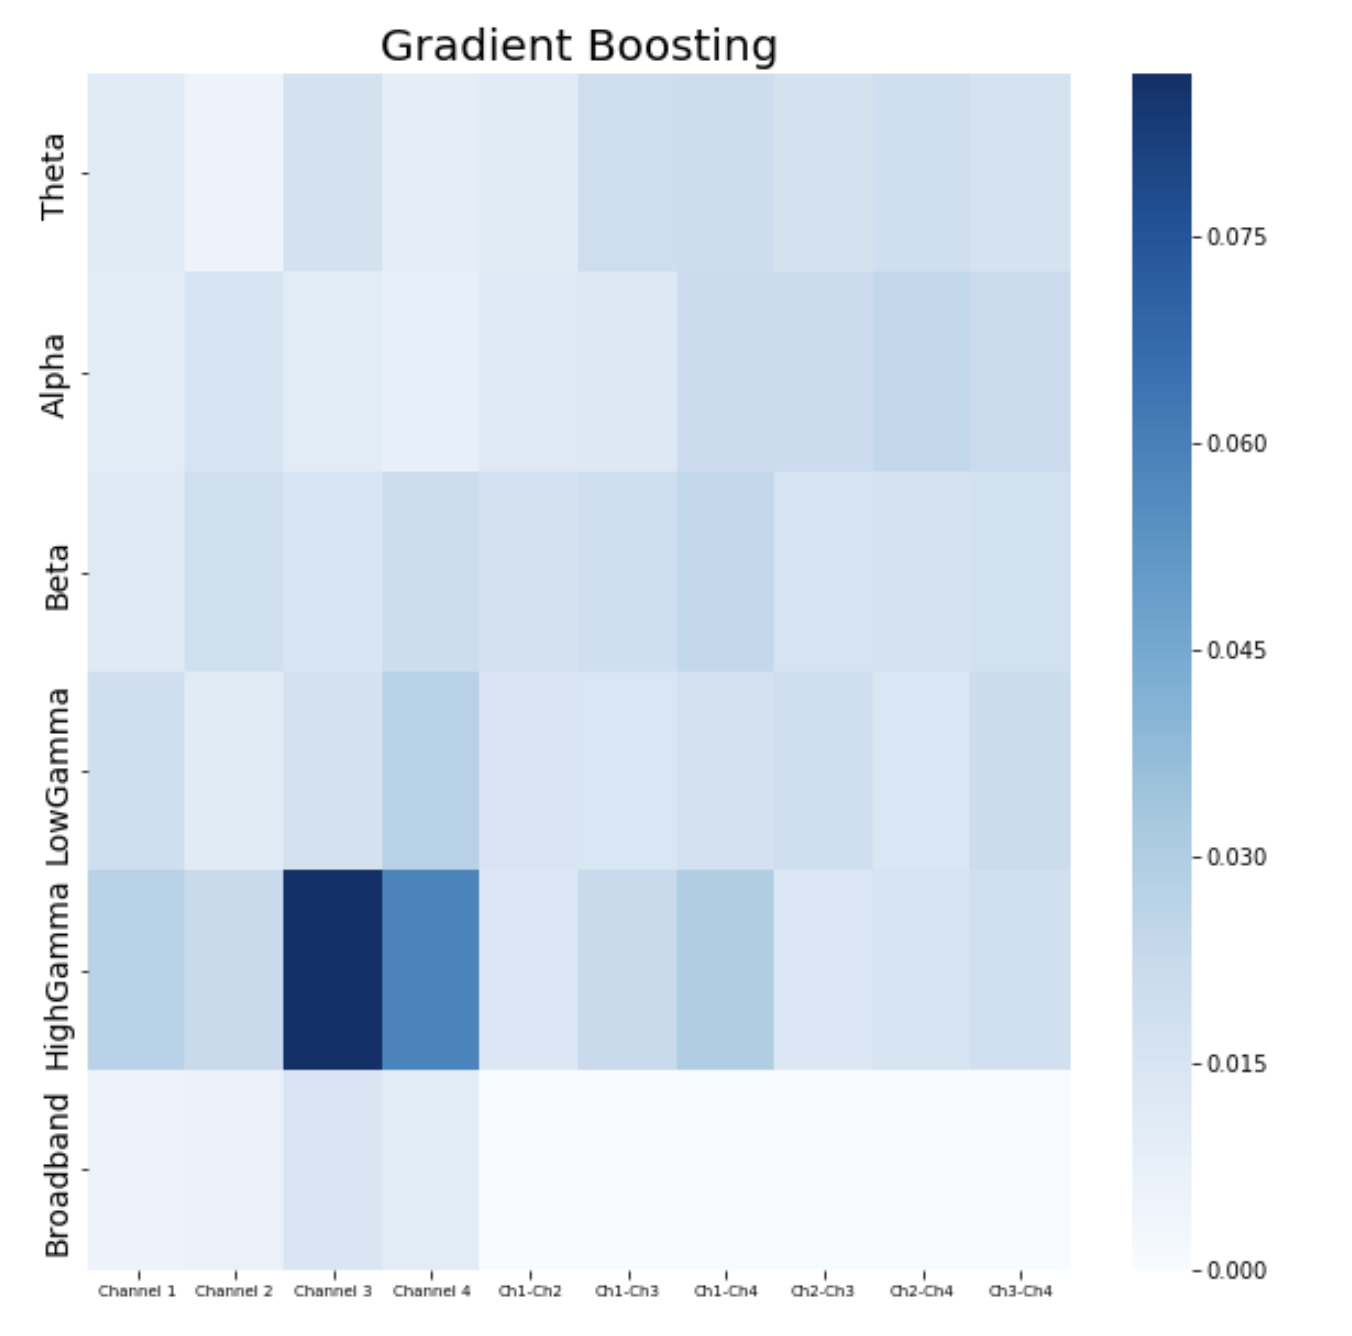 Gradient Boosting
Theta
Alpha
Beta
LowGamma
HighGamma
Broadband
Channel 1 Channel 2 Channel 3 Channel 4 Ch1-Ch2 Ch1-Ch3 Ch1-Ch4 Ch2-Ch3 Ch2-Ch4 Ch3-Ch4
0.075
0.060
0.045
0.030
0.015
0.000